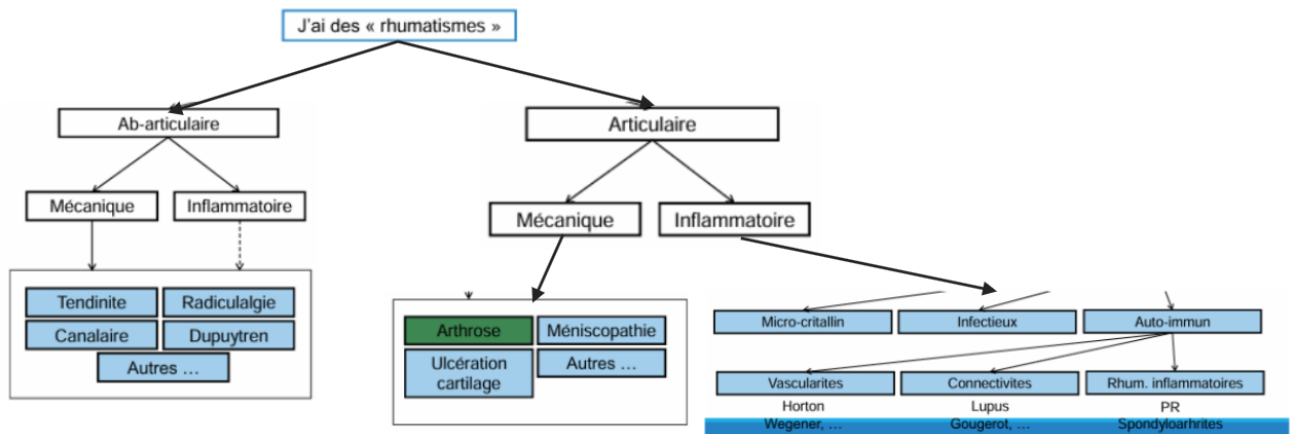 J'ai des « rhumatismes »
Ab-articulaire
Articulaire
Mécanique
Inflammatoire
Mécanique
Inflammatoire
Tendinite
Radiculalgie
Canalaire
Dupuytren
Autres ...
Arthrose
Méniscopathie
Ulcération
cartilage
Autres ...
Micro-critallin
Infectieux
Auto-immun
Vascularites
Connectivites
Rhum. inflammatoires
Horton
Lupus
PR
Wegener, ...
Gougerot, ...
Spondyloarhrites